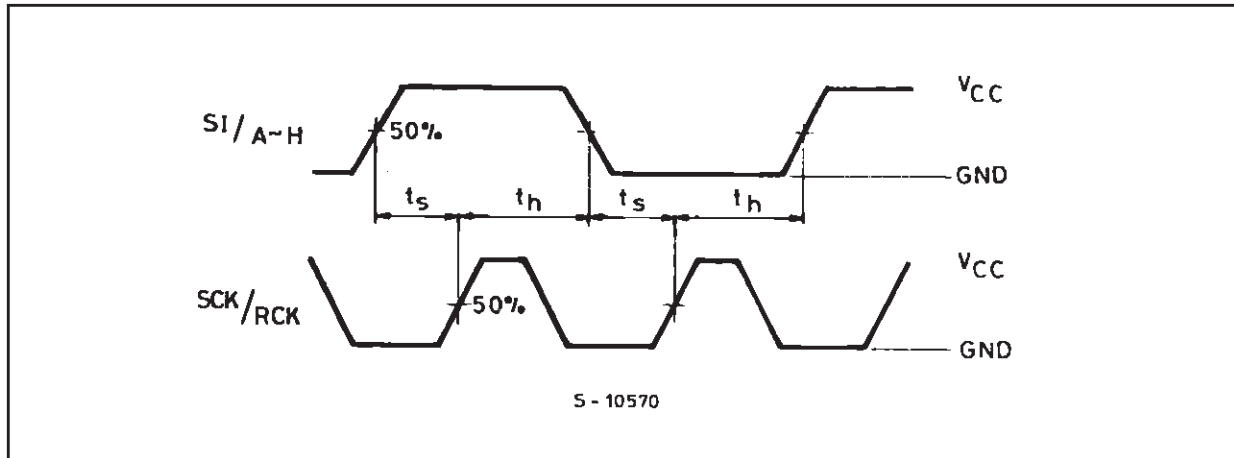 VCC
SI/A~H
50%
GND
ts
th
ts
th
VCC
SCK/RCK
50%
GND
S-10570